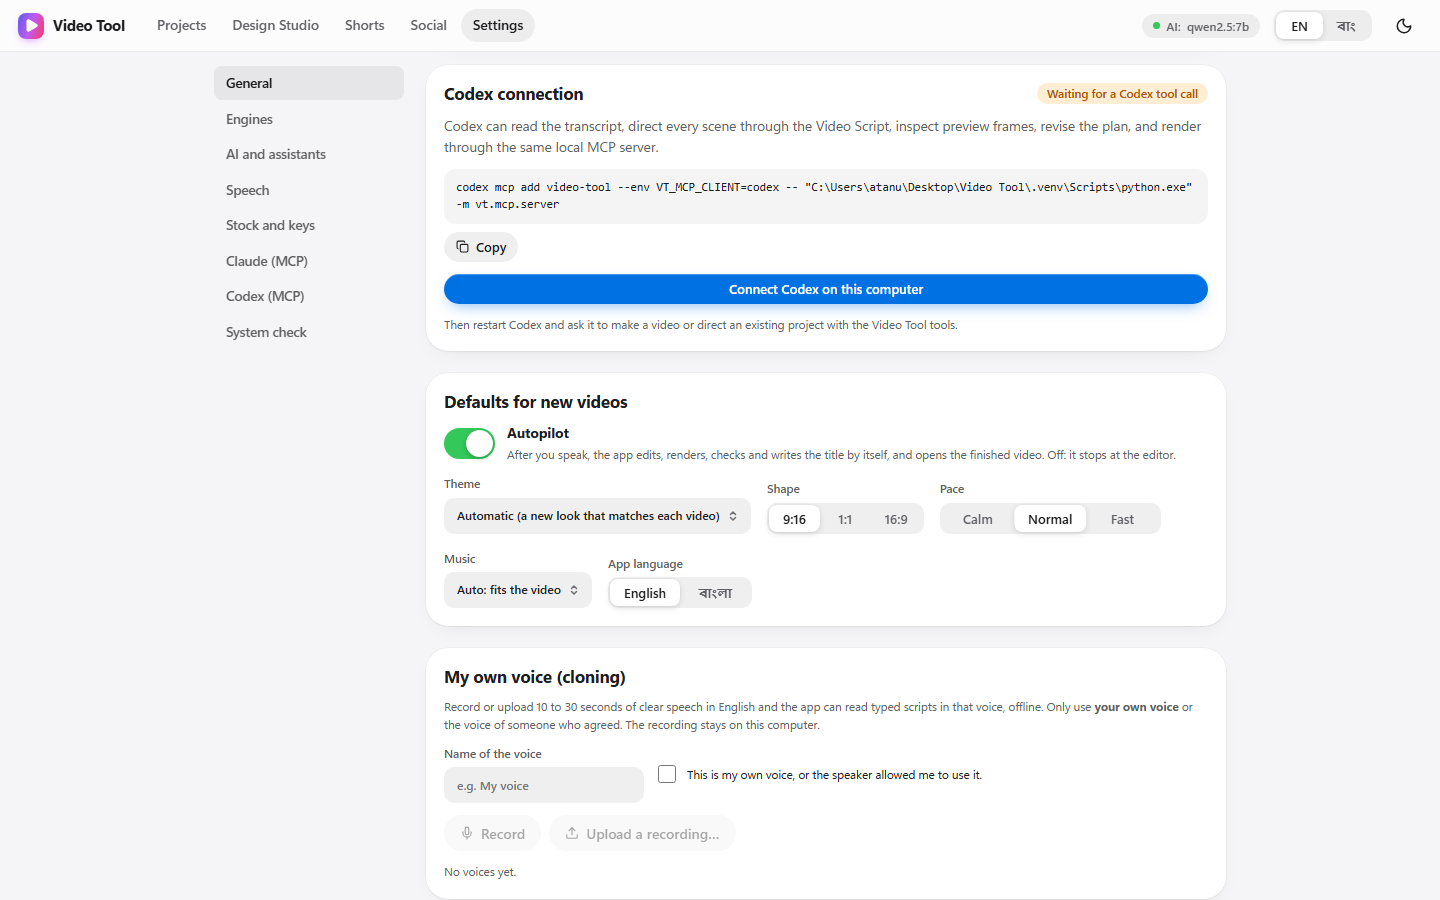 Video Tool
Projects
Design Studio
Shorts
Social
Settings
AI: qwen2.5:7b
EN
বাং
General
Engines
AI and assistants
Speech
Stock and keys
Claude (MCP)
Codex (MCP)
System check
Codex connection
Waiting for a Codex tool call
Codex can read the transcript, direct every scene through the Video Script, inspect preview frames, revise the plan, and render
through the same local MCP server.
codex mcp add video-tool --env VT_MCP_CLIENT=codex -- "C:\Users\atanu\Desktop\Video Tool\.venv\Scripts\python.exe"
-m vt.mcp.server
Copy
Connect Codex on this computer
Then restart Codex and ask it to make a video or direct an existing project with the Video Tool tools.
Defaults for new videos
Autopilot
After you speak, the app edits, renders, checks and writes the title by itself, and opens the finished video. Off: it stops at the editor.
Theme
Automatic (a new look that matches each video)
Shape
9:16
1:1
16:9
Pace
Calm
Normal
Fast
Music
Auto: fits the video
App language
English
বাংলা
My own voice (cloning)
Record or upload 10 to 30 seconds of clear speech in English and the app can read typed scripts in that voice, offline. Only use your own voice or
the voice of someone who agreed. The recording stays on this computer.
Name of the voice
e.g. My voice
This is my own voice, or the speaker allowed me to use it.
Record
Upload a recording...
No voices yet.